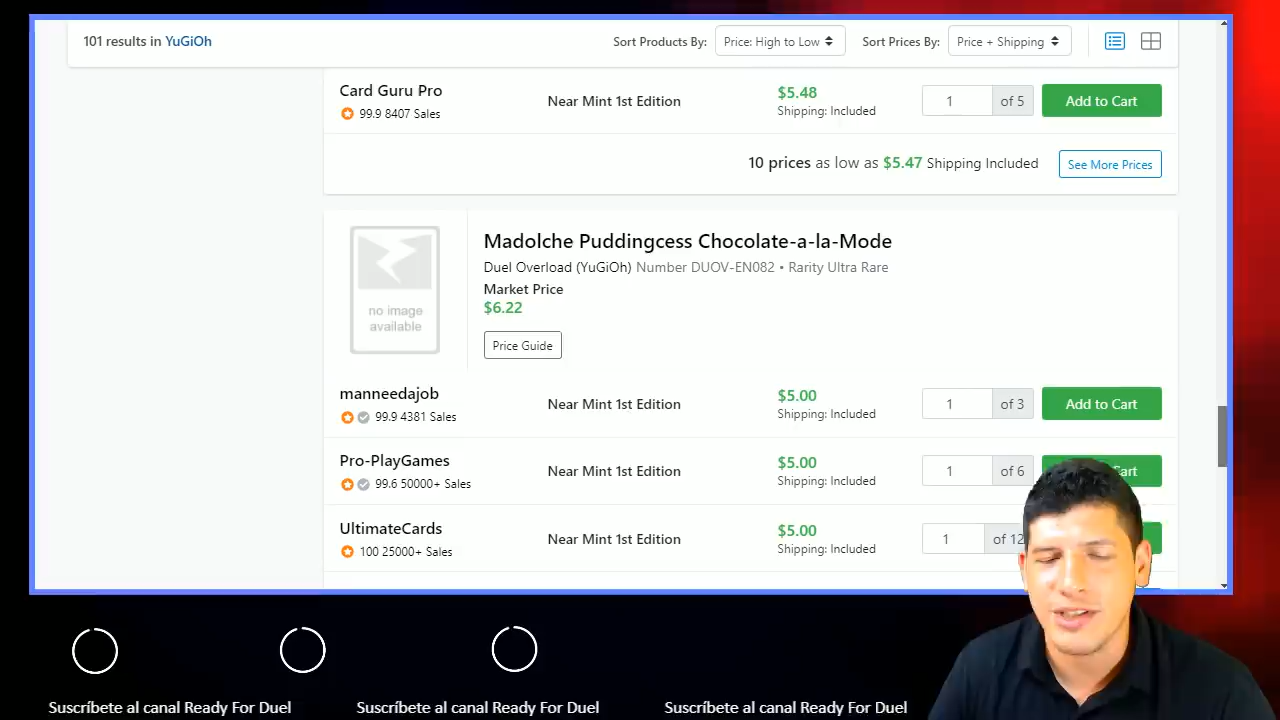 101 results in YuGiOh
Sort Products By: Price: High to Low Sort Prices By: Price + Shipping
Card Guru Pro
99.9 8407 Sales
Near Mint 1st Edition
$5.48
Shipping: Included
1 of 5
Add to Cart
10 prices as low as $5.47 Shipping Included
See More Prices
no image
available
Madolche Puddingcess Chocolate-a-la-Mode
Duel Overload (YuGiOh) Number DUOV-EN082 • Rarity Ultra Rare
Market Price
$6.22
Price Guide
manneedajob
99.9 4381 Sales
Near Mint 1st Edition
$5.00
Shipping: Included
1 of 3
Add to Cart
Pro-PlayGames
99.6 50000+ Sales
Near Mint 1st Edition
$5.00
Shipping: Included
1 of 6
Cart
UltimateCards
100 25000+ Sales
Near Mint 1st Edition
$5.00
Shipping: Included
1 of 12
Suscríbete al canal Ready For Duel
Suscríbete al canal Ready For Duel
Suscríbete al canal Ready For Duel